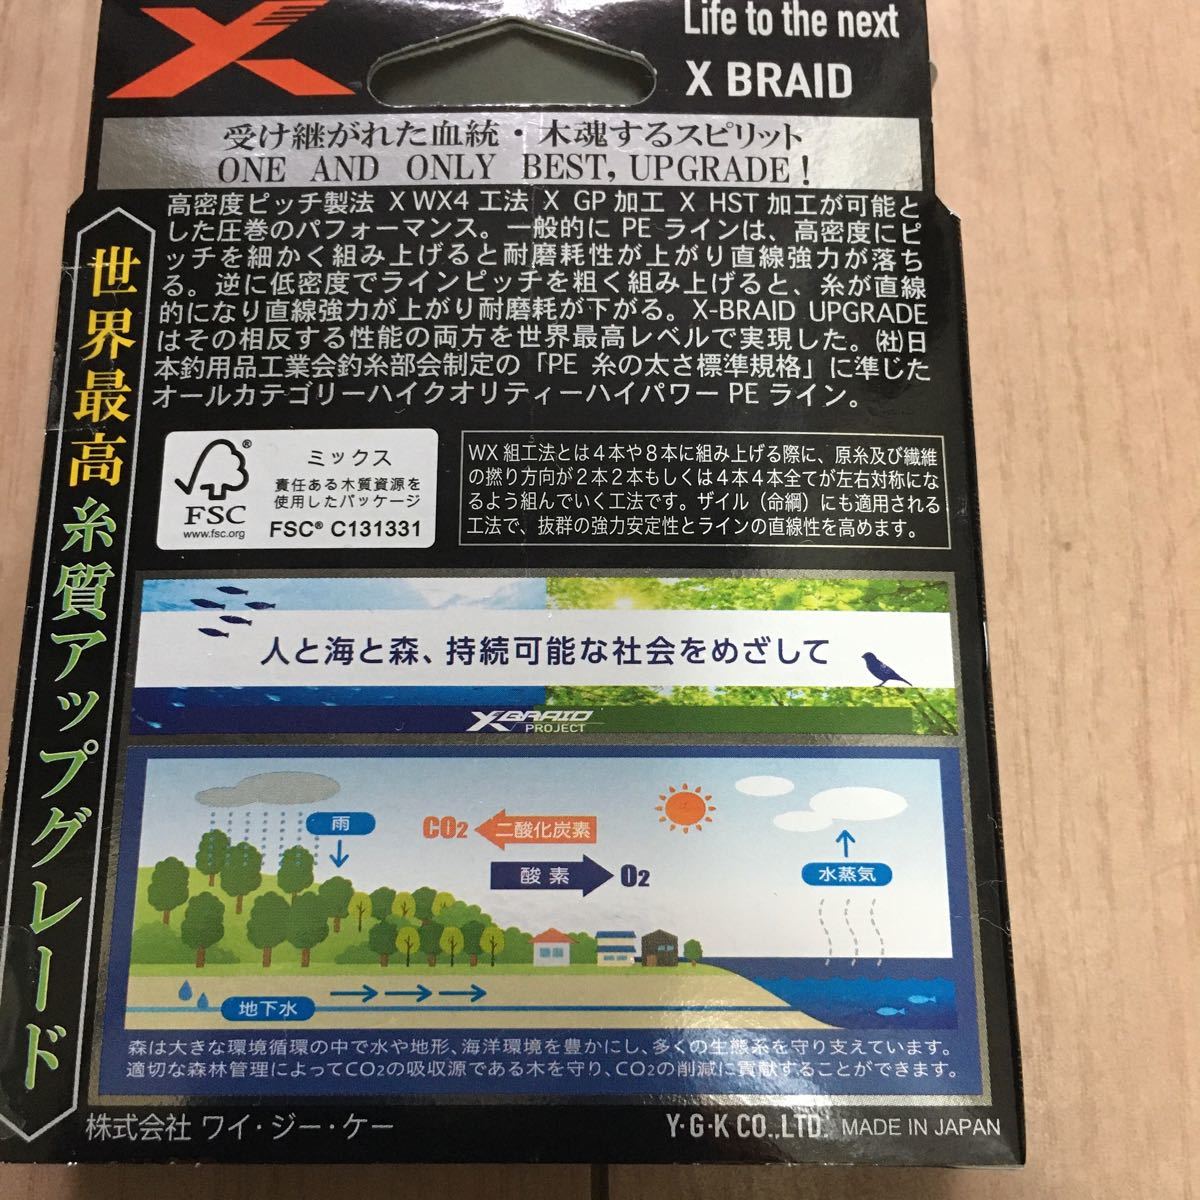 Life to the next
X BRAID
受け継がれた血統・木魂するスピリット
ONE AND ONLY BEST, UPGRADE!
高密度ピッチ製法 X WX4 工法 X GP 加工 X HST 加工が可能と
した圧巻のパフォーマンス。一般的に PE ラインは、高密度にピ
ッチを細かく組み上げると耐磨耗性が上がり直線強力が落ち
る。逆に低密度でラインピッチを粗く組み上げると、糸が直線
的になり直線強力が上がり耐磨耗が下がる。X-BRAID UPGRADE
はその相反する性能の両方を世界最高レベルで実現した。㈳日
本釣用品工業会釣糸部会制定の「PE 糸の太さ標準規格」に準じた
オールカテゴリーハイクオリティーハイパワー PE ライン。
世界最高糸質アップグレード
FSC®
www.fsc.org
ミックス
責任ある木質資源を
使用したパッケージ
FSC® C131331
WX 組工法とは４本や８本に組み上げる際に、原糸及び繊維
の撚り方向が２本２本もしくは４本４本全てが左右対称にな
るよう組んでいく工法です。ザイル（命綱）にも適用される
工法で、抜群の強力安定性とラインの直線性を高めます。
人と海と森、持続可能な社会をめざして
X BRAID
PROJECT
雨
CO2 二酸化炭素
酸素 O2
水蒸気
地下水
森は大きな環境循環の中で水や地形、海洋環境を豊かにし、多くの生態系を守り支えています。
適切な森林管理によってCO2の吸収源である木を守り、CO2の削減に貢献することができます。
株式会社 ワイ・ジー・ケー
Y・G・K CO.,LTD. MADE IN JAPAN